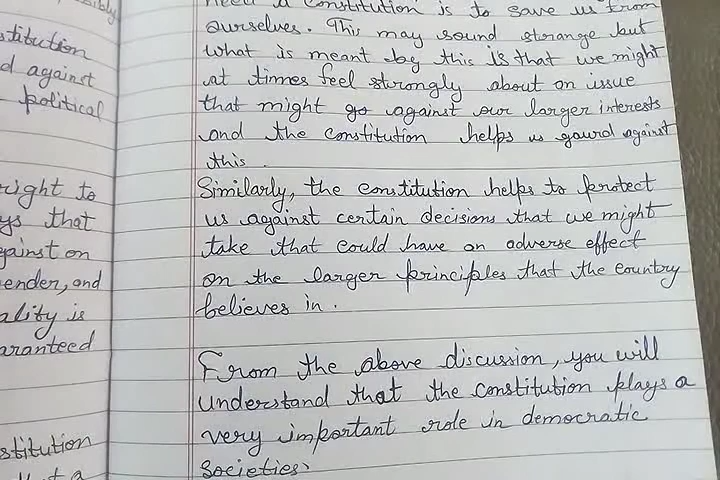 stitution
d against
political
right to
ys that
gainst on
ender, and
ality is
aranteed
stitution
need a constitution is to save us from
ourselves. This may sound strange but
what is meant by this is that we might
at times feel strongly about on issue
that might go against our larger interests
and the constitution helps us gaurd against
this.
Similarly, the constitution helps to protect
us against certain decisions that we might
take that could have an adverse effect
on the larger principles that the country
believes in.
From the above discussion, you will
understand that the constitution plays a
very important role in democratic
societies.